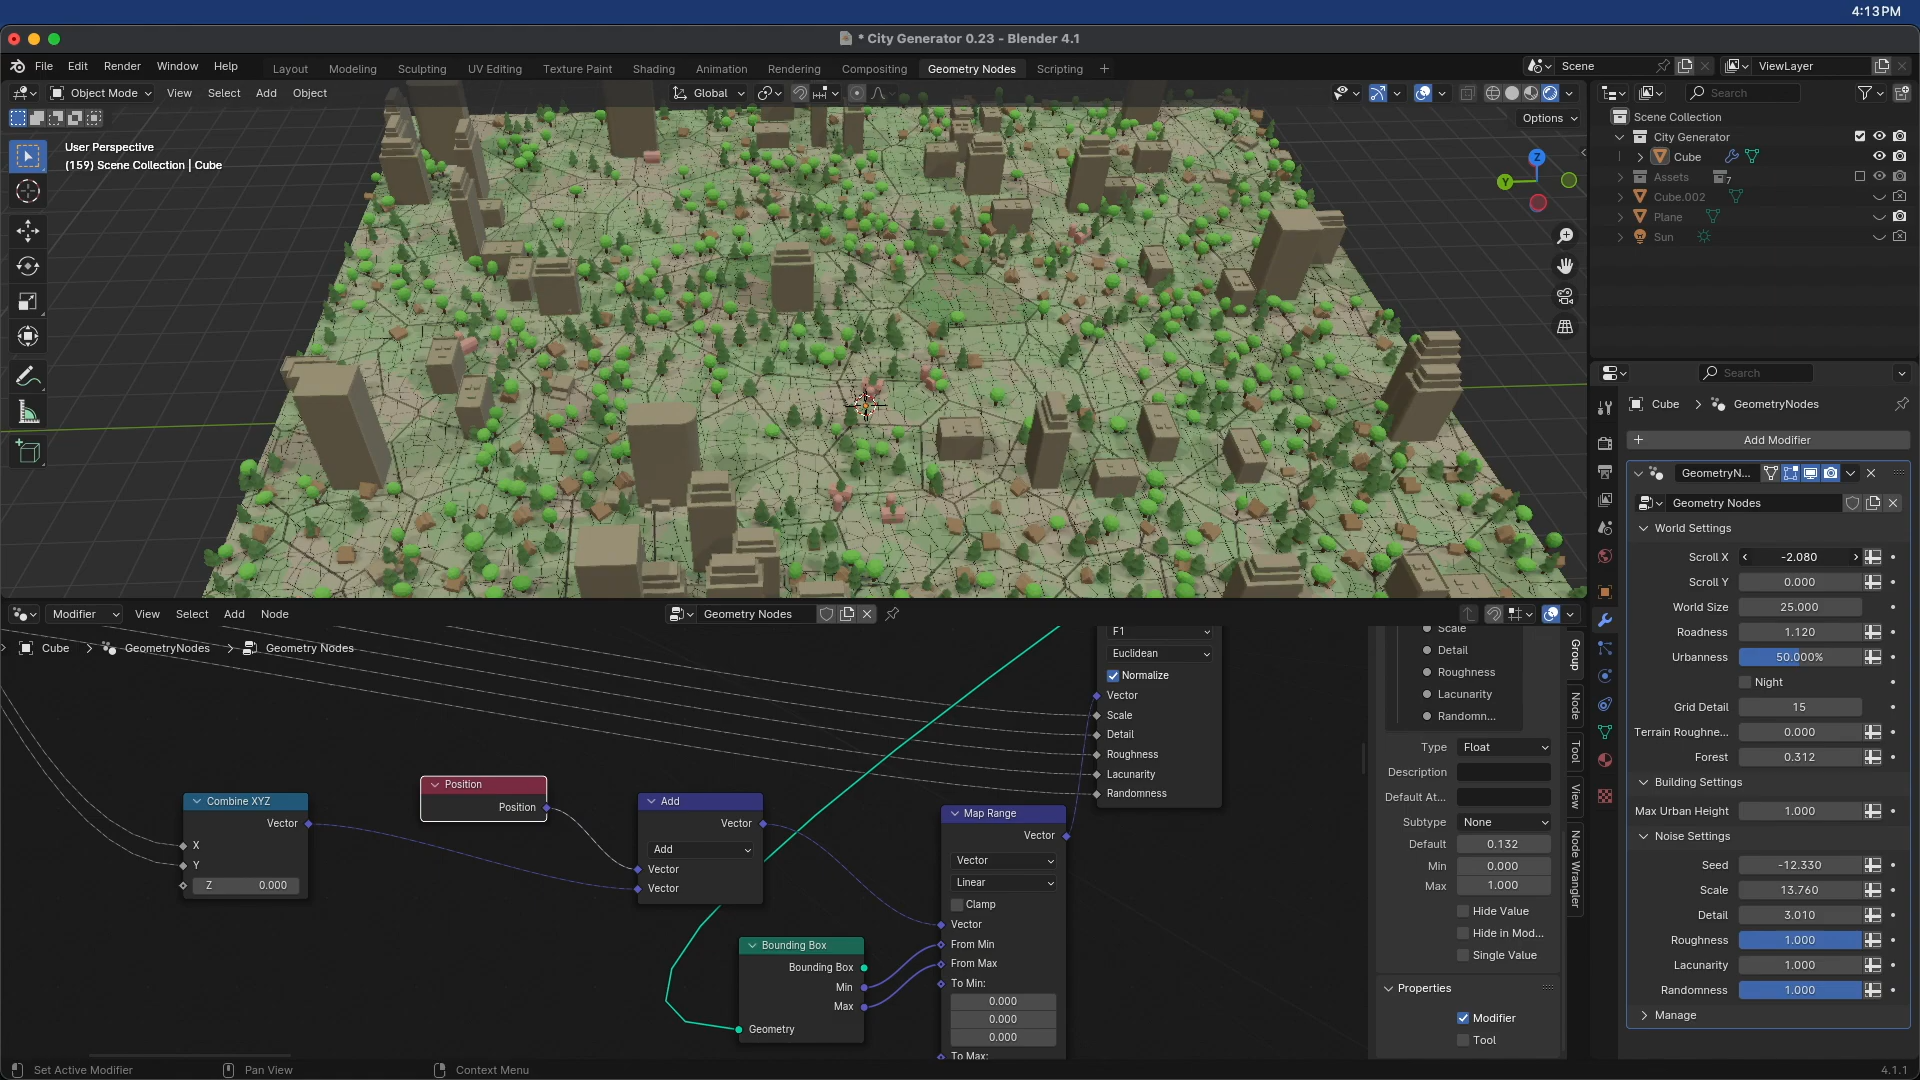 4:13PM
* City Generator 0.23 - Blender 4.1
File Edit Render Window Help
Layout Modeling Sculpting UV Editing Texture Paint Shading Animation Rendering Compositing Geometry Nodes Scripting +
Scene
ViewLayer
Object Mode View Select Add Object
Global
Options
User Perspective
(159) Scene Collection | Cube
Z
Y
Search
Scene Collection
City Generator
Cube
Assets 7
Cube.002
Plane
Sun
Search
Cube > GeometryNodes
+ Add Modifier
GeometryN...
Geometry Nodes
World Settings
Scroll X -2.080
Scroll Y 0.000
World Size 25.000
Roadness 1.120
Urbanness 50.000%
Night
Grid Detail 15
Terrain Roughne... 0.000
Forest 0.312
Building Settings
Max Urban Height 1.000
Noise Settings
Seed -12.330
Scale 13.760
Detail 3.010
Roughness 1.000
Lacunarity 1.000
Randomness 1.000
Manage
Modifier View Select Add Node
Geometry Nodes
Cube > GeometryNodes > Geometry Nodes
Combine XYZ
Vector
X
Y
Z 0.000
Position
Position
Add
Vector
Add
Vector
Vector
Bounding Box
Bounding Box
Min
Max
Geometry
Map Range
Vector
Vector
Linear
Clamp
Vector
From Min
From Max
To Min:
0.000
0.000
0.000
To Max:
F1
Euclidean
Normalize
Vector
Scale
Detail
Roughness
Lacunarity
Randomness
Scale
Detail
Roughness
Lacunarity
Randomn...
Type Float
Description
Default At...
Subtype None
Default 0.132
Min 0.000
Max 1.000
Hide Value
Hide in Mod...
Single Value
Properties
Modifier
Tool
Group
Node
Tool
View
Node Wrangler
Set Active Modifier
Pan View
Context Menu
4.1.1